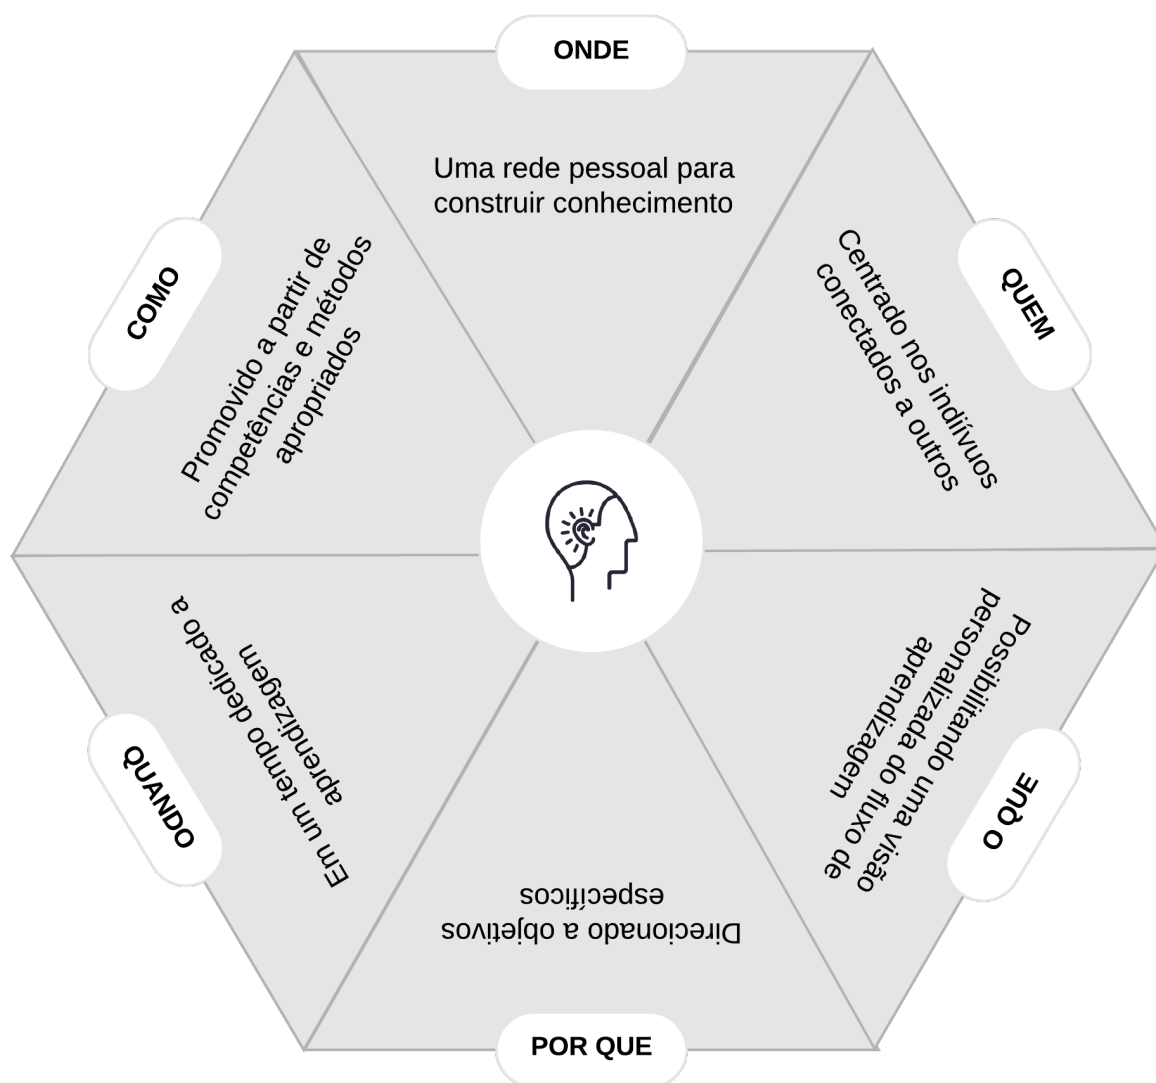 ONDE
Uma rede pessoal para
construir conhecimento
QUEM
Centrado nos indiívuos
conectados a outros
O QUE
Possibilitando uma visão
personalizada do fluxo de
aprendizagem
POR QUE
Direcionado a objetivos
específicos
QUANDO
Em um tempo dedicado a
aprendizagem
COMO
Promovido a partir de
competências e métodos
apropriados